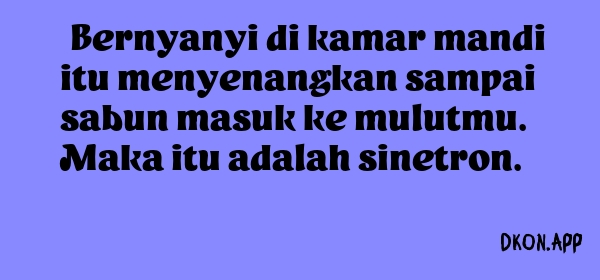 Bernyanyi di kamar mandi
itu menyenangkan sampai
sabun masuk ke mulutmu.
Maka itu adalah sinetron.
DKON.APP